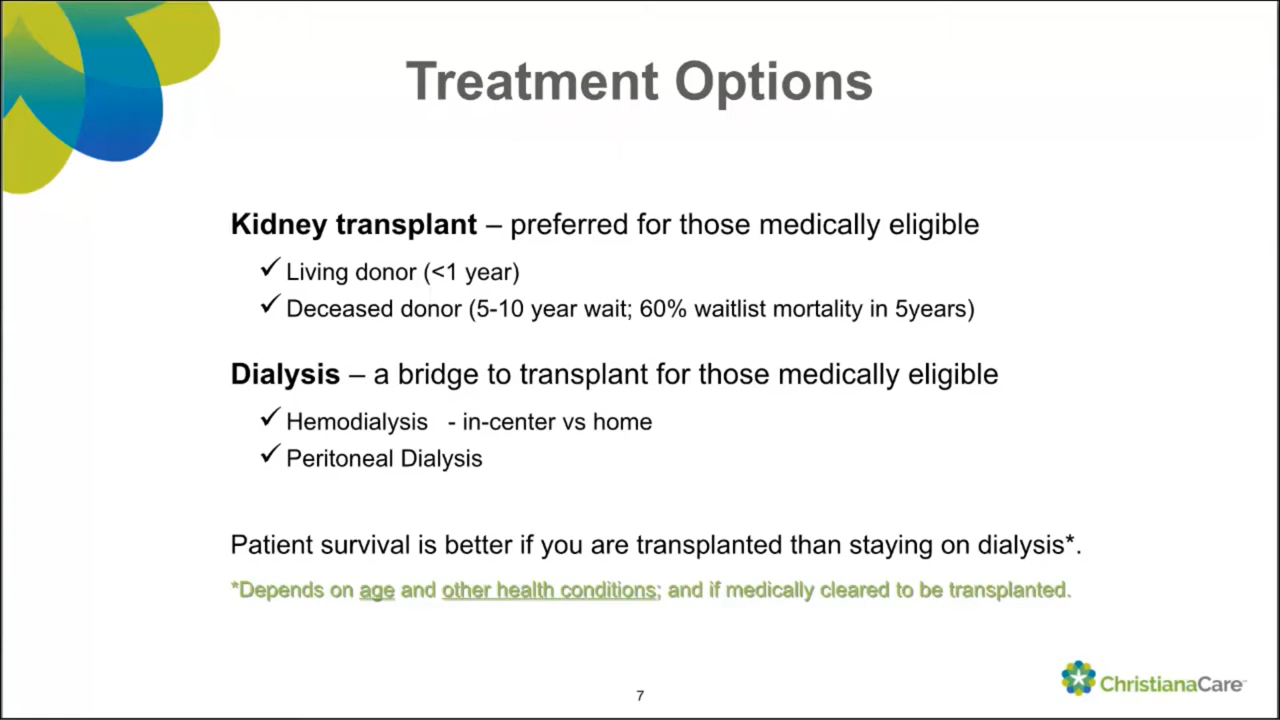 Treatment Options
Kidney transplant – preferred for those medically eligible
✓ Living donor (<1 year)
✓ Deceased donor (5-10 year wait; 60% waitlist mortality in 5years)
Dialysis – a bridge to transplant for those medically eligible
✓ Hemodialysis - in-center vs home
✓ Peritoneal Dialysis
Patient survival is better if you are transplanted than staying on dialysis*.
*Depends on age and other health conditions; and if medically cleared to be transplanted.
7
ChristianaCare